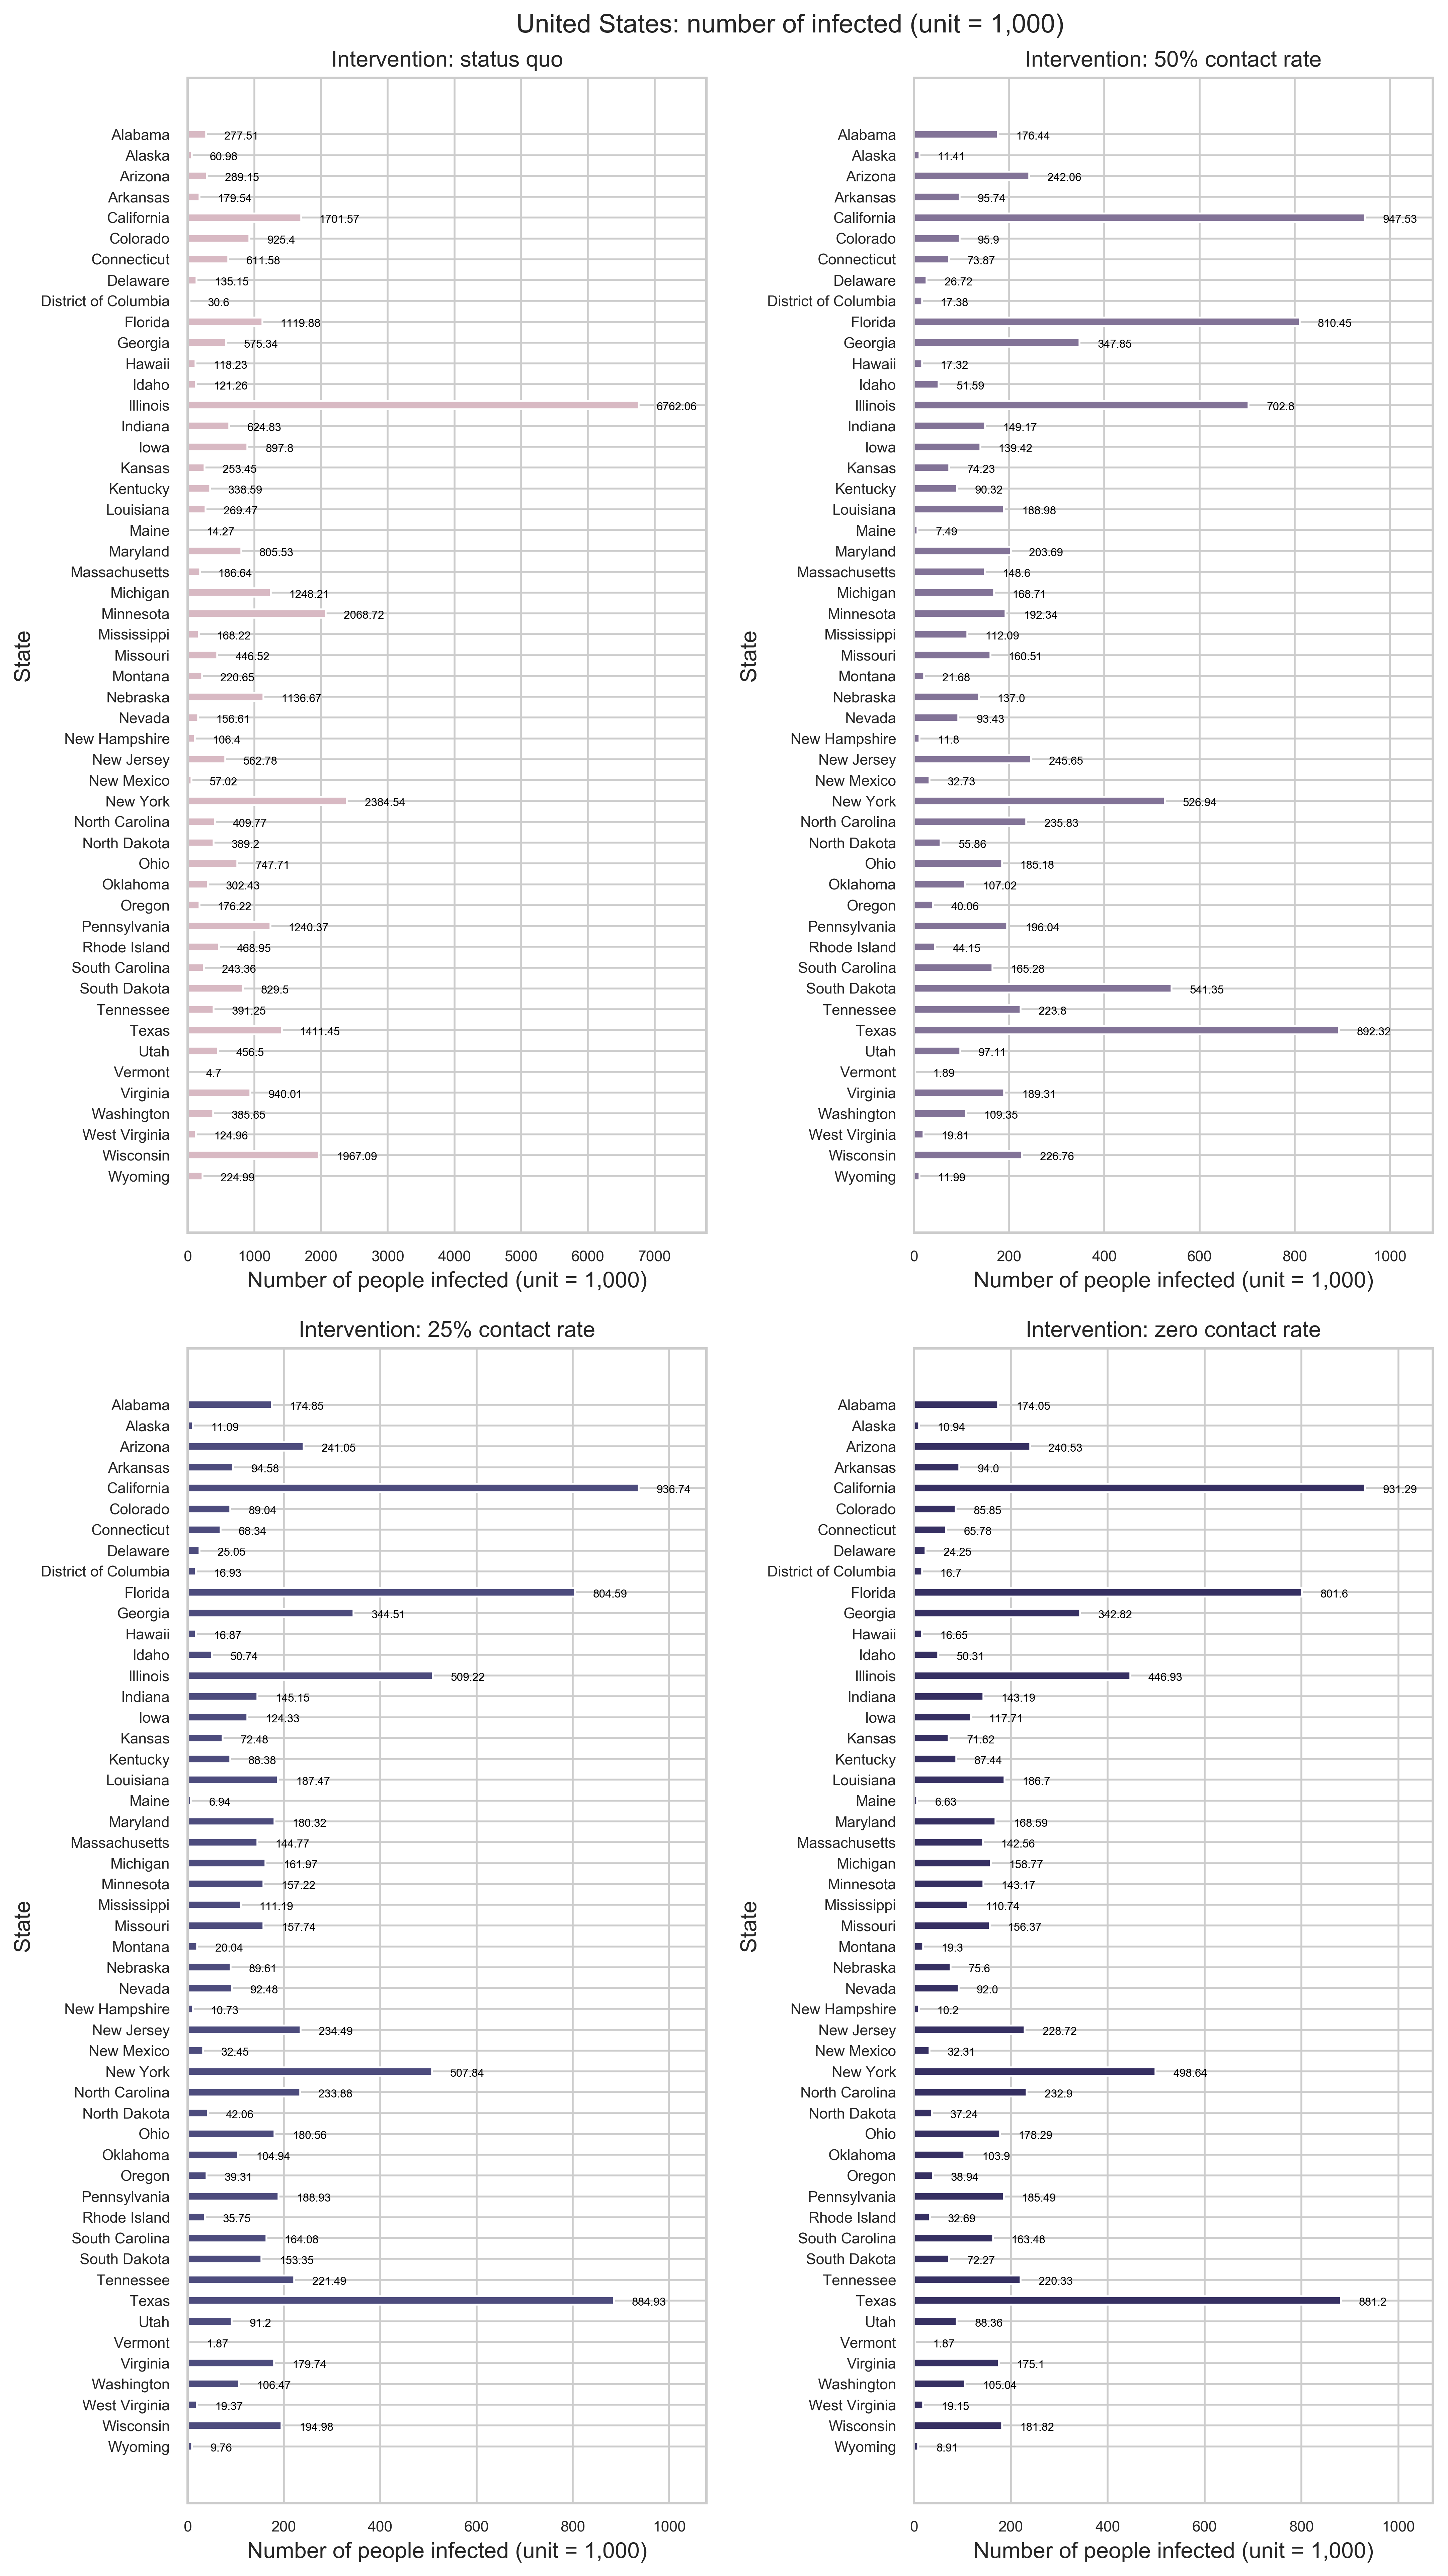 United States: number of infected (unit = 1,000)
Intervention: status quo
Alabama 277.51
Alaska 60.98
Arizona 289.15
Arkansas 179.54
California 1701.57
Colorado 925.4
Connecticut 611.58
Delaware 135.15
District of Columbia 30.6
Florida 1119.88
Georgia 575.34
Hawaii 118.23
Idaho 121.26
Illinois 6762.06
Indiana 624.83
Iowa 897.8
Kansas 253.45
Kentucky 338.59
Louisiana 269.47
Maine 14.27
Maryland 805.53
Massachusetts 186.64
Michigan 1248.21
Minnesota 2068.72
Mississippi 168.22
Missouri 446.52
Montana 220.65
Nebraska 1136.67
Nevada 156.61
New Hampshire 106.4
New Jersey 562.78
New Mexico 57.02
New York 2384.54
North Carolina 409.77
North Dakota 389.2
Ohio 747.71
Oklahoma 302.43
Oregon 176.22
Pennsylvania 1240.37
Rhode Island 468.95
South Carolina 243.36
South Dakota 829.5
Tennessee 391.25
Texas 1411.45
Utah 456.5
Vermont 4.7
Virginia 940.01
Washington 385.65
West Virginia 124.96
Wisconsin 1967.09
Wyoming 224.99
State
0 1000 2000 3000 4000 5000 6000 7000
Number of people infected (unit = 1,000)
Intervention: 50% contact rate
Alabama 176.44
Alaska 11.41
Arizona 242.06
Arkansas 95.74
California 947.53
Colorado 95.9
Connecticut 73.87
Delaware 26.72
District of Columbia 17.38
Florida 810.45
Georgia 347.85
Hawaii 17.32
Idaho 51.59
Illinois 702.8
Indiana 149.17
Iowa 139.42
Kansas 74.23
Kentucky 90.32
Louisiana 188.98
Maine 7.49
Maryland 203.69
Massachusetts 148.6
Michigan 168.71
Minnesota 192.34
Mississippi 112.09
Missouri 160.51
Montana 21.68
Nebraska 137.0
Nevada 93.43
New Hampshire 11.8
New Jersey 245.65
New Mexico 32.73
New York 526.94
North Carolina 235.83
North Dakota 55.86
Ohio 185.18
Oklahoma 107.02
Oregon 40.06
Pennsylvania 196.04
Rhode Island 44.15
South Carolina 165.28
South Dakota 541.35
Tennessee 223.8
Texas 892.32
Utah 97.11
Vermont 1.89
Virginia 189.31
Washington 109.35
West Virginia 19.81
Wisconsin 226.76
Wyoming 11.99
State
0 200 400 600 800 1000
Number of people infected (unit = 1,000)
Intervention: 25% contact rate
Alabama 174.85
Alaska 11.09
Arizona 241.05
Arkansas 94.58
California 936.74
Colorado 89.04
Connecticut 68.34
Delaware 25.05
District of Columbia 16.93
Florida 804.59
Georgia 344.51
Hawaii 16.87
Idaho 50.74
Illinois 509.22
Indiana 145.15
Iowa 124.33
Kansas 72.48
Kentucky 88.38
Louisiana 187.47
Maine 6.94
Maryland 180.32
Massachusetts 144.77
Michigan 161.97
Minnesota 157.22
Mississippi 111.19
Missouri 157.74
Montana 20.04
Nebraska 89.61
Nevada 92.48
New Hampshire 10.73
New Jersey 234.49
New Mexico 32.45
New York 507.84
North Carolina 233.88
North Dakota 42.06
Ohio 180.56
Oklahoma 104.94
Oregon 39.31
Pennsylvania 188.93
Rhode Island 35.75
South Carolina 164.08
South Dakota 153.35
Tennessee 221.49
Texas 884.93
Utah 91.2
Vermont 1.87
Virginia 179.74
Washington 106.47
West Virginia 19.37
Wisconsin 194.98
Wyoming 9.76
State
0 200 400 600 800 1000
Number of people infected (unit = 1,000)
Intervention: zero contact rate
Alabama 174.05
Alaska 10.94
Arizona 240.53
Arkansas 94.0
California 931.29
Colorado 85.85
Connecticut 65.78
Delaware 24.25
District of Columbia 16.7
Florida 801.6
Georgia 342.82
Hawaii 16.65
Idaho 50.31
Illinois 446.93
Indiana 143.19
Iowa 117.71
Kansas 71.62
Kentucky 87.44
Louisiana 186.7
Maine 6.63
Maryland 168.59
Massachusetts 142.56
Michigan 158.77
Minnesota 143.17
Mississippi 110.74
Missouri 156.37
Montana 19.3
Nebraska 75.6
Nevada 92.0
New Hampshire 10.2
New Jersey 228.72
New Mexico 32.31
New York 498.64
North Carolina 232.9
North Dakota 37.24
Ohio 178.29
Oklahoma 103.9
Oregon 38.94
Pennsylvania 185.49
Rhode Island 32.69
South Carolina 163.48
South Dakota 72.27
Tennessee 220.33
Texas 881.2
Utah 88.36
Vermont 1.87
Virginia 175.1
Washington 105.04
West Virginia 19.15
Wisconsin 181.82
Wyoming 8.91
State
0 200 400 600 800 1000
Number of people infected (unit = 1,000)